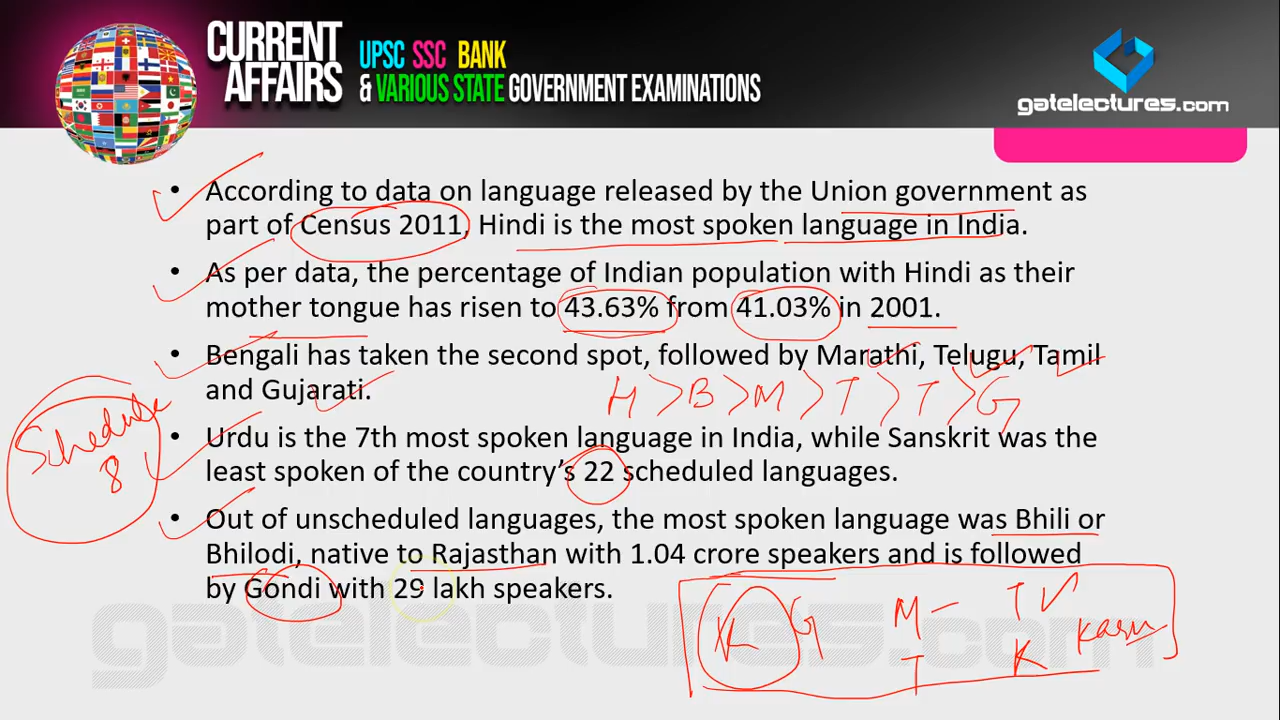 CURRENT
AFFAIRS
UPSC SSC BANK
& VARIOUS STATE GOVERNMENT EXAMINATIONS
gatelectures.com
• According to data on language released by the Union government as
part of Census 2011, Hindi is the most spoken language in India.
• As per data, the percentage of Indian population with Hindi as their
mother tongue has risen to 43.63% from 41.03% in 2001.
• Bengali has taken the second spot, followed by Marathi, Telugu, Tamil
and Gujarati.
H > B > M > T > T > G
• Urdu is the 7th most spoken language in India, while Sanskrit was the
least spoken of the country's 22 scheduled languages.
Schedule
8
• Out of unscheduled languages, the most spoken language was Bhili or
Bhilodi, native to Rajasthan with 1.04 crore speakers and is followed
by Gondi with 29 lakh speakers.
G M – T
T K
gatelectures.com